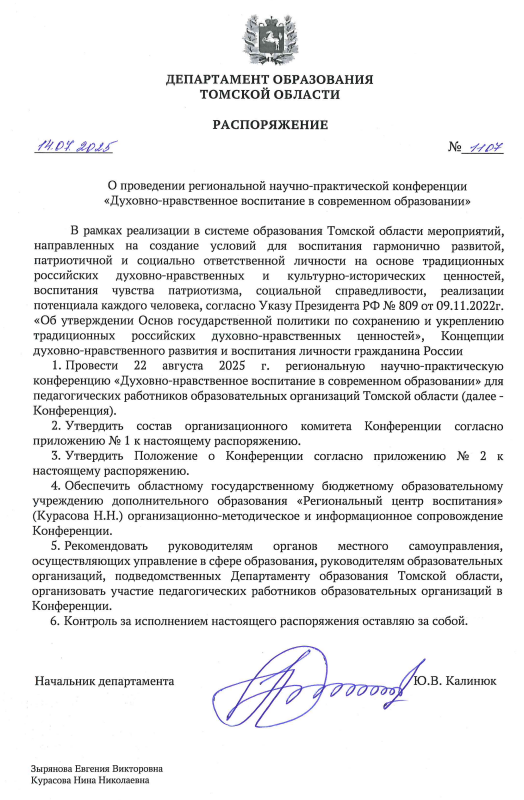 ДЕПАРТАМЕНТ ОБРАЗОВАНИЯ
ТОМСКОЙ ОБЛАСТИ
РАСПОРЯЖЕНИЕ
14.07.2025 № 1107
О проведении региональной научно-практической конференции
«Духовно-нравственное воспитание в современном образовании»
В рамках реализации в системе образования Томской области мероприятий,
направленных на создание условий для воспитания гармонично развитой,
патриотичной и социально ответственной личности на основе традиционных
российских духовно-нравственных и культурно-исторических ценностей,
воспитания чувства патриотизма, социальной справедливости, реализации
потенциала каждого человека, согласно Указу Президента РФ № 809 от 09.11.2022г.
«Об утверждении Основ государственной политики по сохранению и укреплению
традиционных российских духовно-нравственных ценностей», Концепции
духовно-нравственного развития и воспитания личности гражданина России
1. Провести 22 августа 2025 г. региональную научно-практическую
конференцию «Духовно-нравственное воспитание в современном образовании» для
педагогических работников образовательных организаций Томской области (далее -
Конференция).
2. Утвердить состав организационного комитета Конференции согласно
приложению № 1 к настоящему распоряжению.
3. Утвердить Положение о Конференции согласно приложению № 2 к
настоящему распоряжению.
4. Обеспечить областному государственному бюджетному образовательному
учреждению дополнительного образования «Региональный центр воспитания»
(Курасова Н.Н.) организационно-методическое и информационное сопровождение
Конференции.
5. Рекомендовать руководителям органов местного самоуправления,
осуществляющих управление в сфере образования, руководителям образовательных
организаций, подведомственных Департаменту образования Томской области,
организовать участие педагогических работников образовательных организаций в
Конференции.
6. Контроль за исполнением настоящего распоряжения оставляю за собой.
Начальник департамента Ю.В. Калинюк
Зырянова Евгения Викторовна
Курасова Нина Николаевна